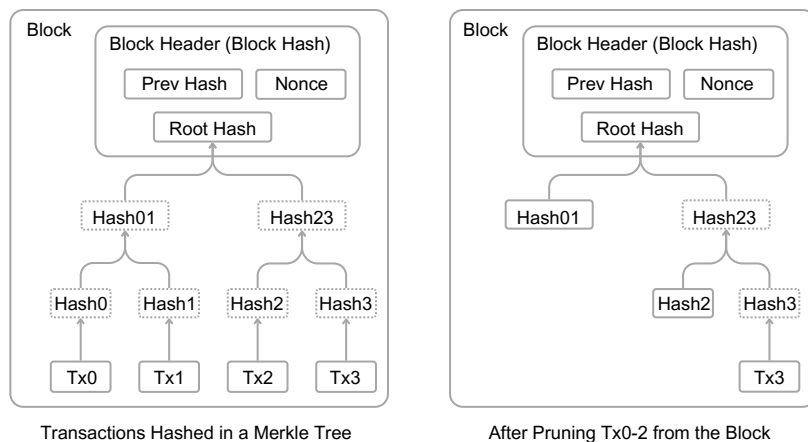 Block
Block Header (Block Hash)
Prev Hash
Nonce
Root Hash
Hash01
Hash23
Hash0
Hash1
Hash2
Hash3
Tx0
Tx1
Tx2
Tx3
Transactions Hashed in a Merkle Tree
Block
Block Header (Block Hash)
Prev Hash
Nonce
Root Hash
Hash01
Hash23
Hash2
Hash3
Tx3
After Pruning Tx0-2 from the Block